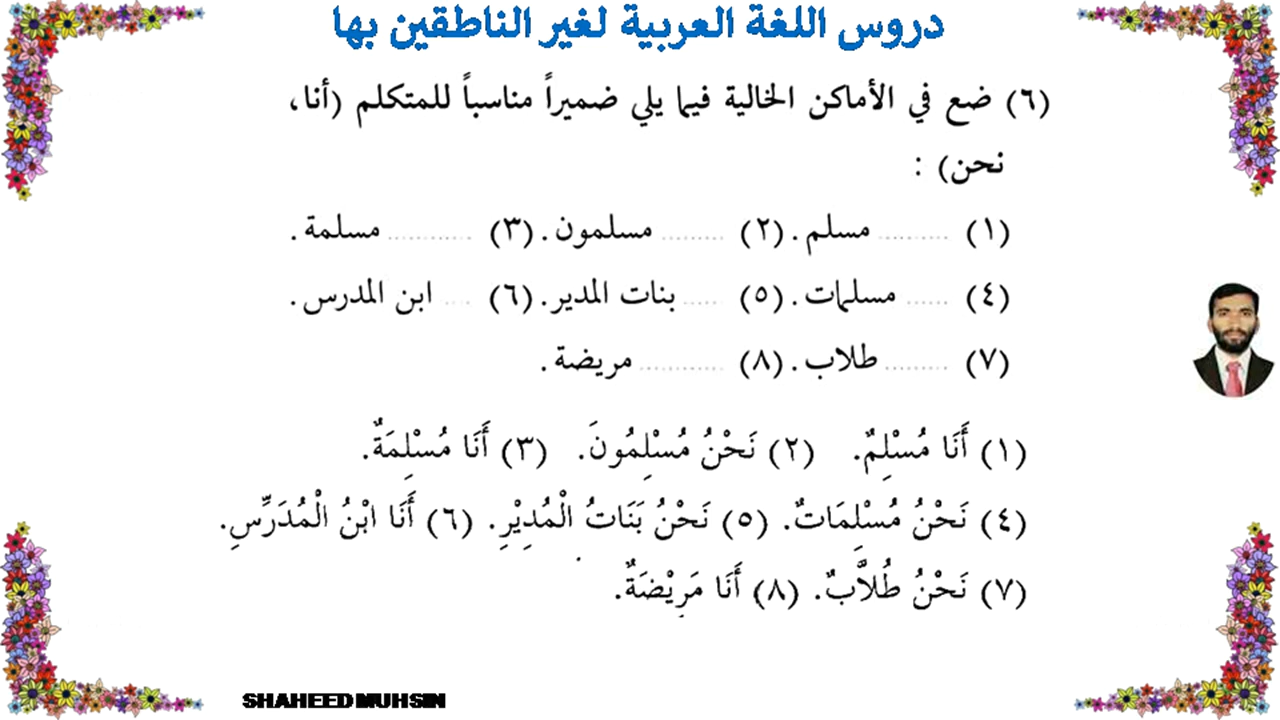 دروس اللغة العربية لغير الناطقين بها
(٦) ضع في الأماكن الخالية فيما يلي ضميراً مناسباً للمتكلم (أنا،
نحن) :
(١) .......... مسلم. (٢) ......... مسلمون. (٣) ............ مسلمة.
(٤) ...... مسلمات. (٥) ..... بنات المدير. (٦) .... ابن المدرس.
(٧) ......... طلاب. (٨) ............ مريضة.
(١) أَنَا مُسْلِمٌ. (٢) نَحْنُ مُسْلِمُونَ. (٣) أَنَا مُسْلِمَةٌ.
(٤) نَحْنُ مُسْلِمَاتٌ. (٥) نَحْنُ بَنَاتُ الْمُدِيْرِ. (٦) أَنَا ابْنُ الْمُدَرِّسِ.
(٧) نَحْنُ طُلاَّبٌ. (٨) أَنَا مَرِيْضَةٌ.
SHAHEED MUHSIN